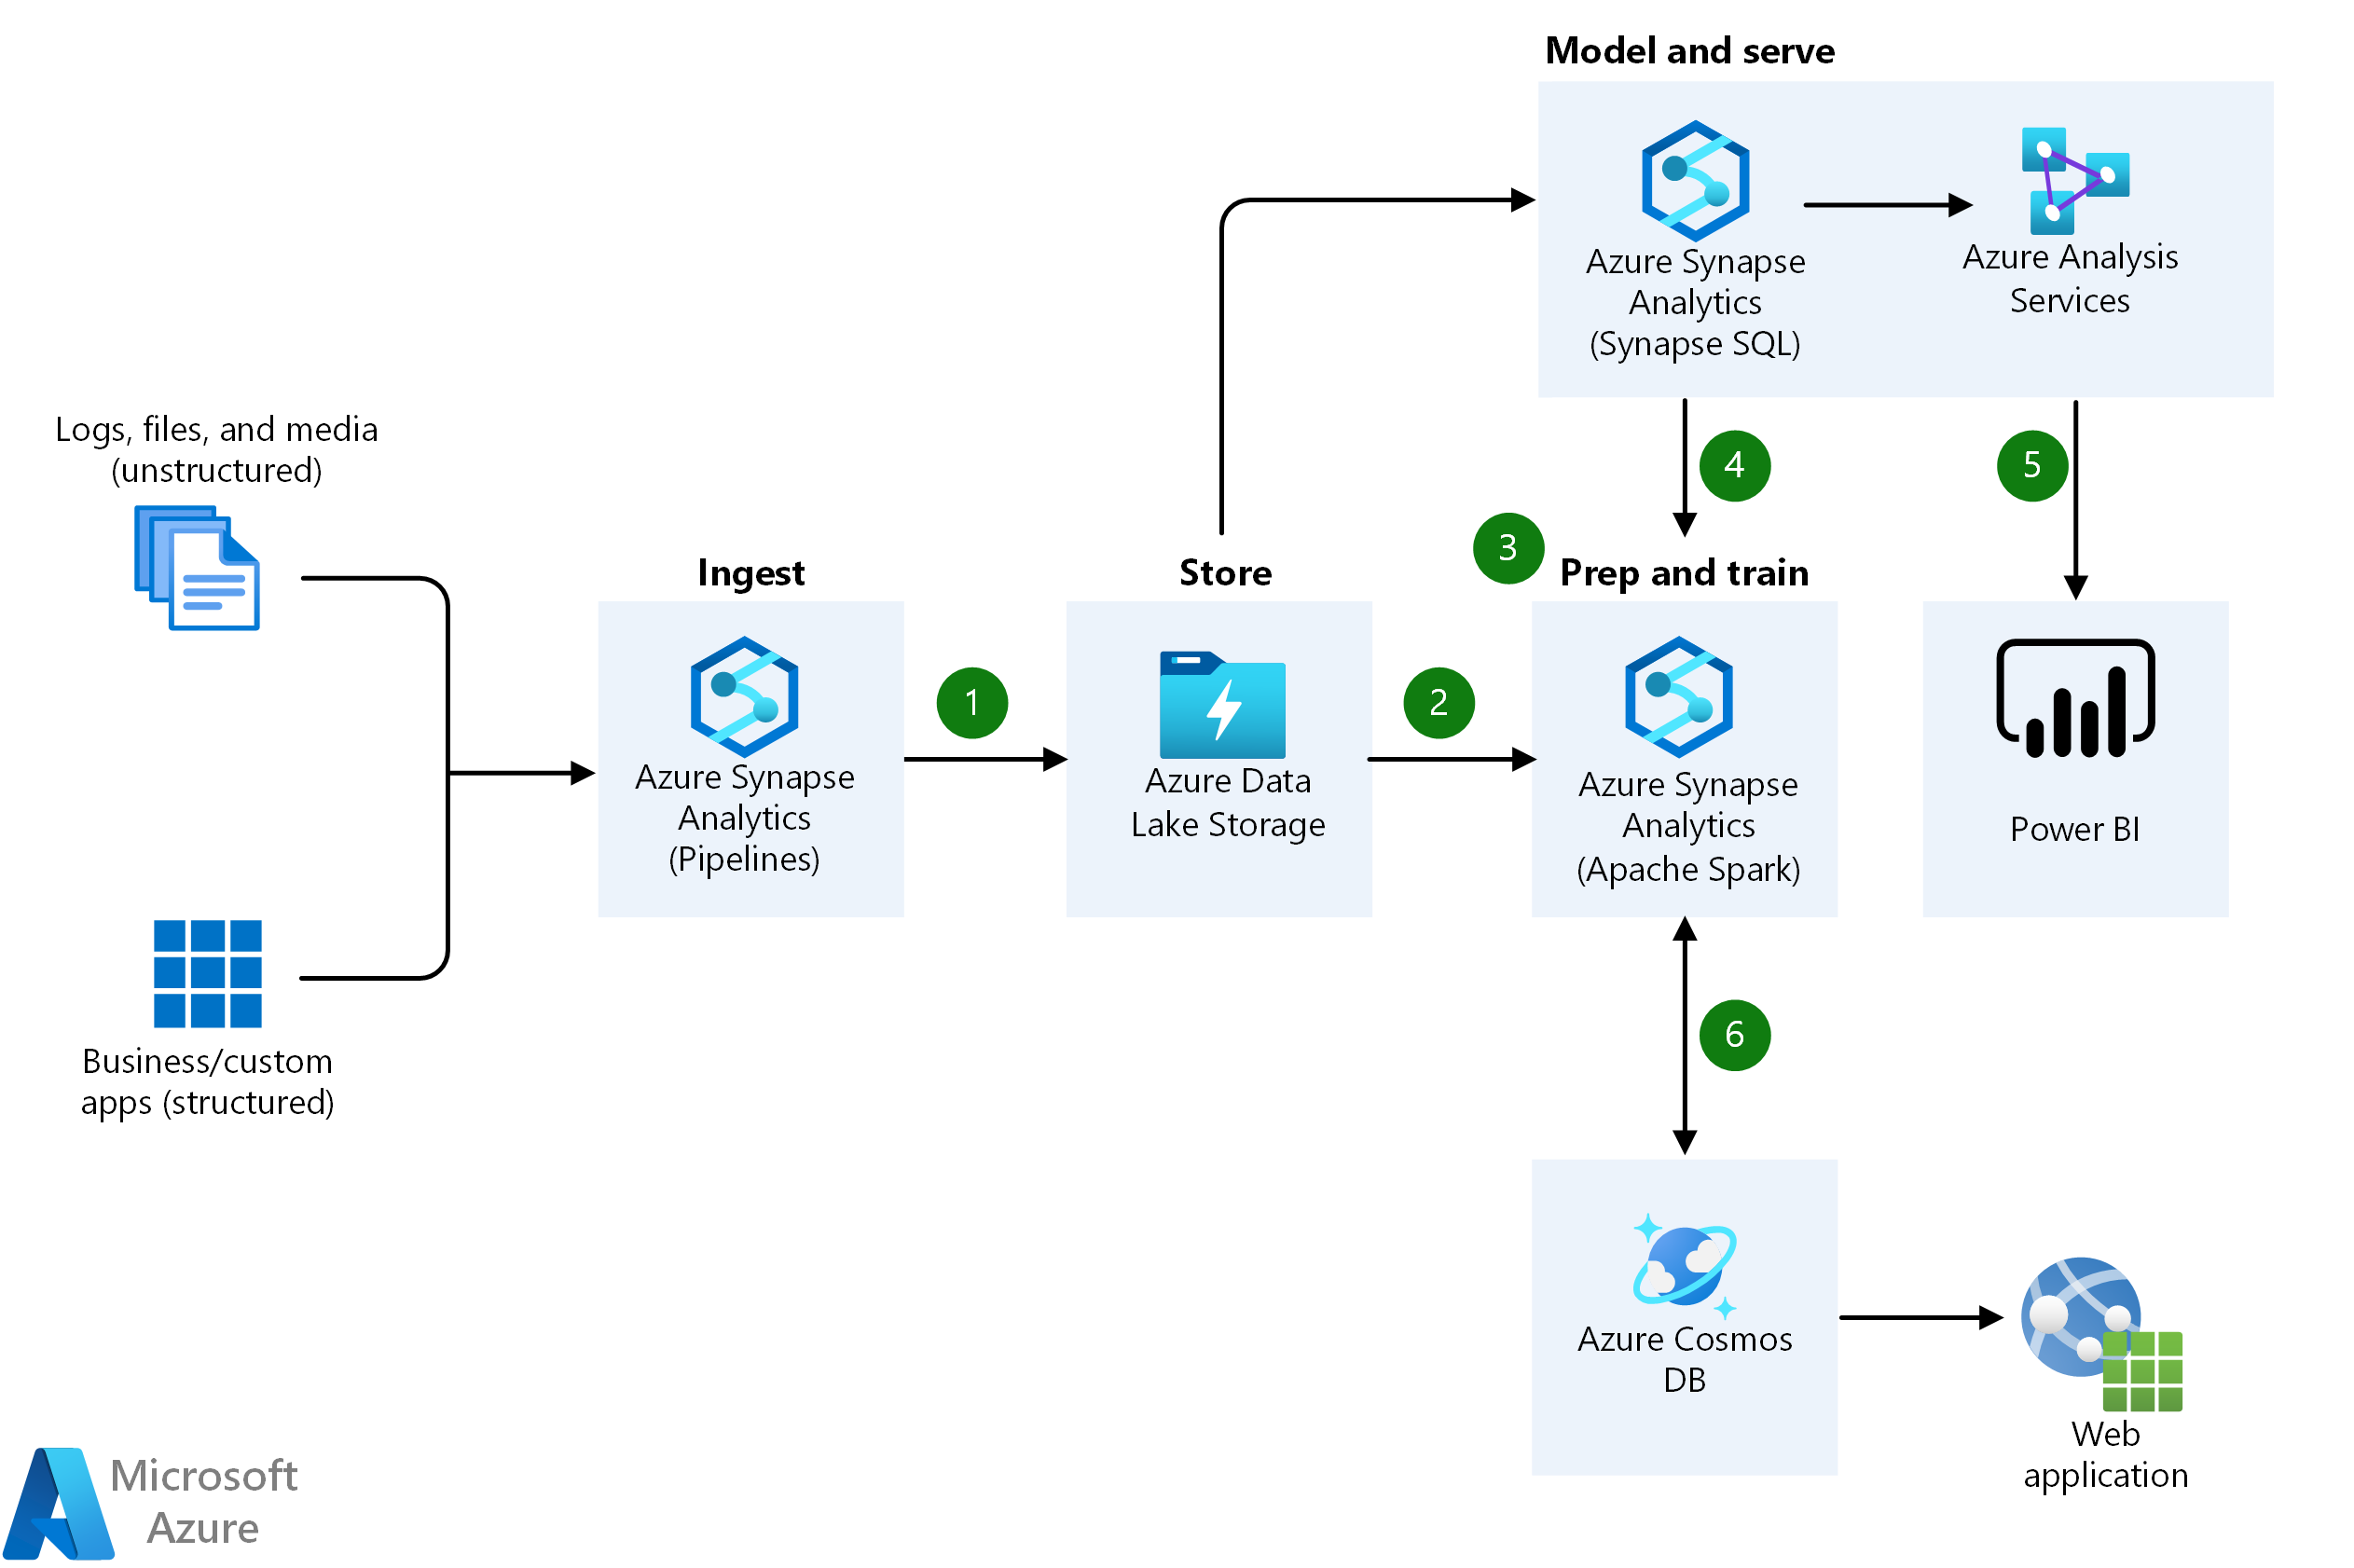 Model and serve
Azure Synapse
Analytics
(Synapse SQL)
Azure Analysis
Services
Logs, files, and media
(unstructured)
4
5
3
Ingest
Store
Prep and train
1
2
Azure Synapse
Analytics
(Pipelines)
Azure Data
Lake Storage
Azure Synapse
Analytics
(Apache Spark)
Power BI
Business/custom
apps (structured)
6
Azure Cosmos
DB
Web
application
Microsoft
Azure